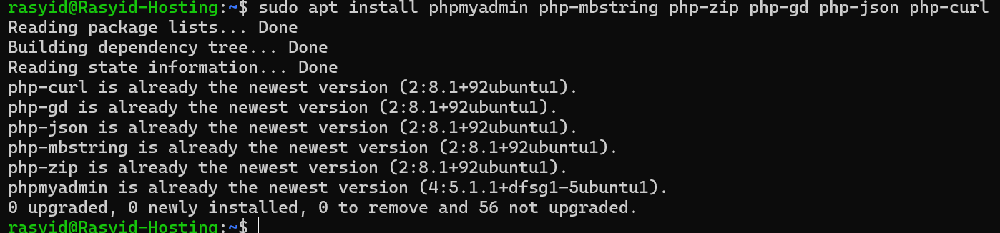 rasyid@Rasyid-Hosting:~$ sudo apt install phpmyadmin php-mbstring php-zip php-gd php-json php-curl
Reading package lists... Done
Building dependency tree... Done
Reading state information... Done
php-curl is already the newest version (2:8.1+92ubuntu1).
php-gd is already the newest version (2:8.1+92ubuntu1).
php-json is already the newest version (2:8.1+92ubuntu1).
php-mbstring is already the newest version (2:8.1+92ubuntu1).
php-zip is already the newest version (2:8.1+92ubuntu1).
phpmyadmin is already the newest version (4:5.1.1+dfsg1-5ubuntu1).
0 upgraded, 0 newly installed, 0 to remove and 56 not upgraded.
rasyid@Rasyid-Hosting:~$